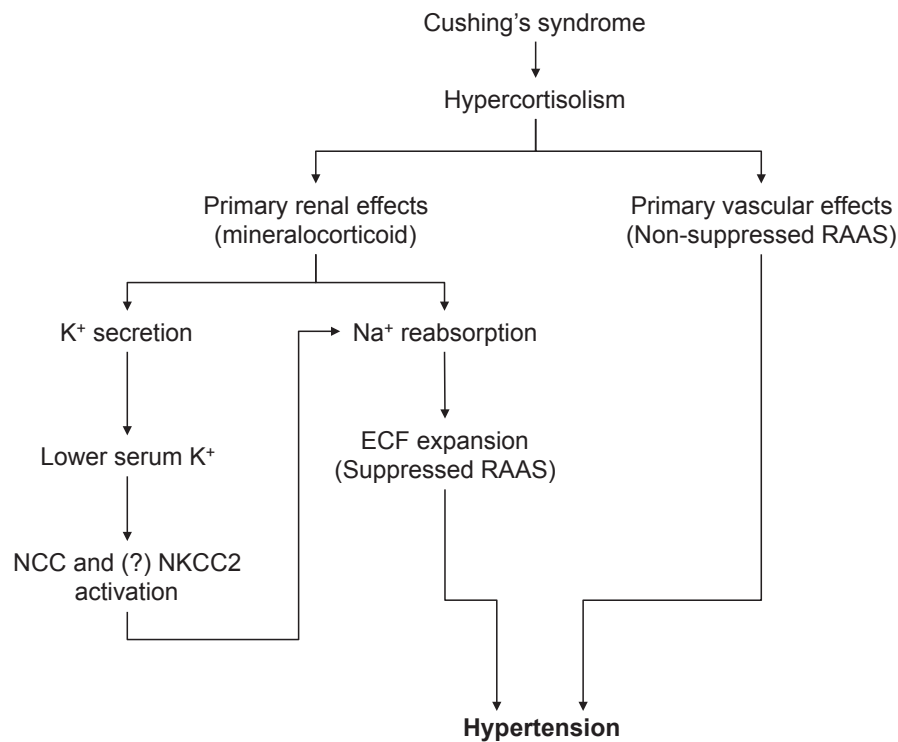 Cushing’s syndrome
Hypercortisolism
Primary renal effects
(mineralocorticoid)
Primary vascular effects
(Non-suppressed RAAS)
K⁺ secretion
Na⁺ reabsorption
Lower serum K⁺
ECF expansion
(Suppressed RAAS)
NCC and (?) NKCC2
activation
Hypertension